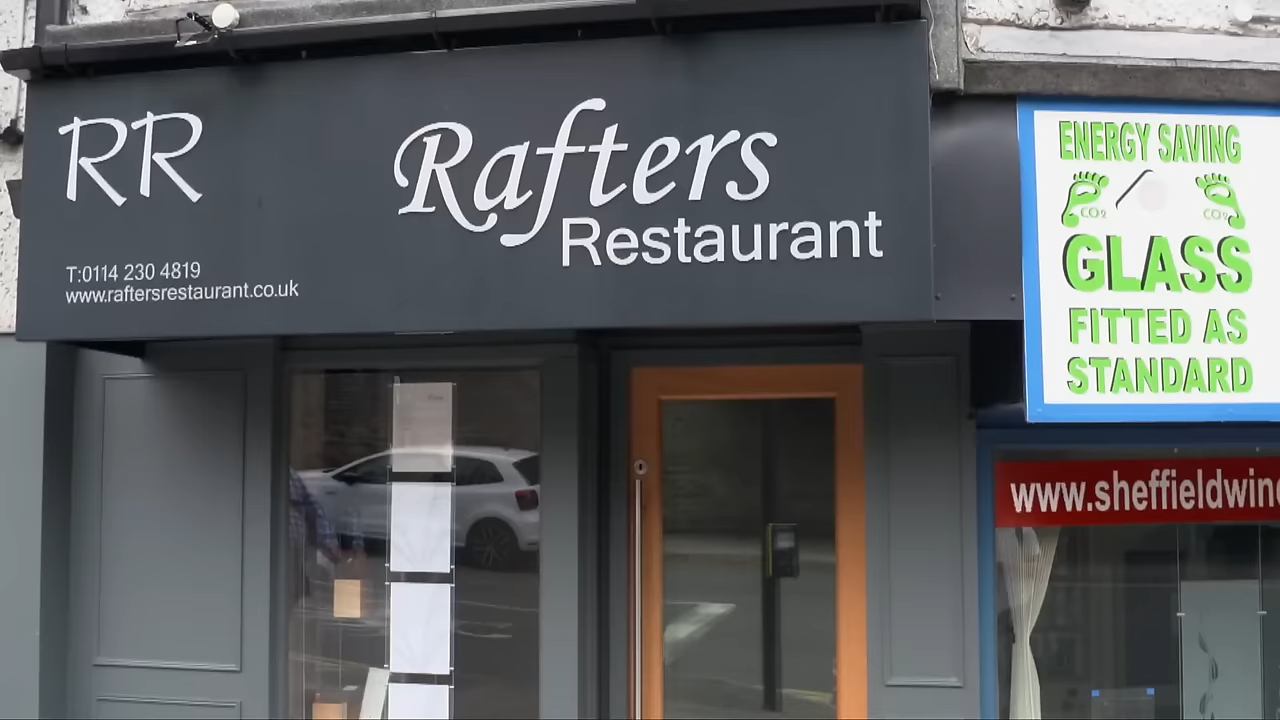 RR
Rafters
Restaurant
T:0114 230 4819
www.raftersrestaurant.co.uk
ENERGY SAVING
CO2 CO2
GLASS
FITTED AS
STANDARD
www.sheffieldwin